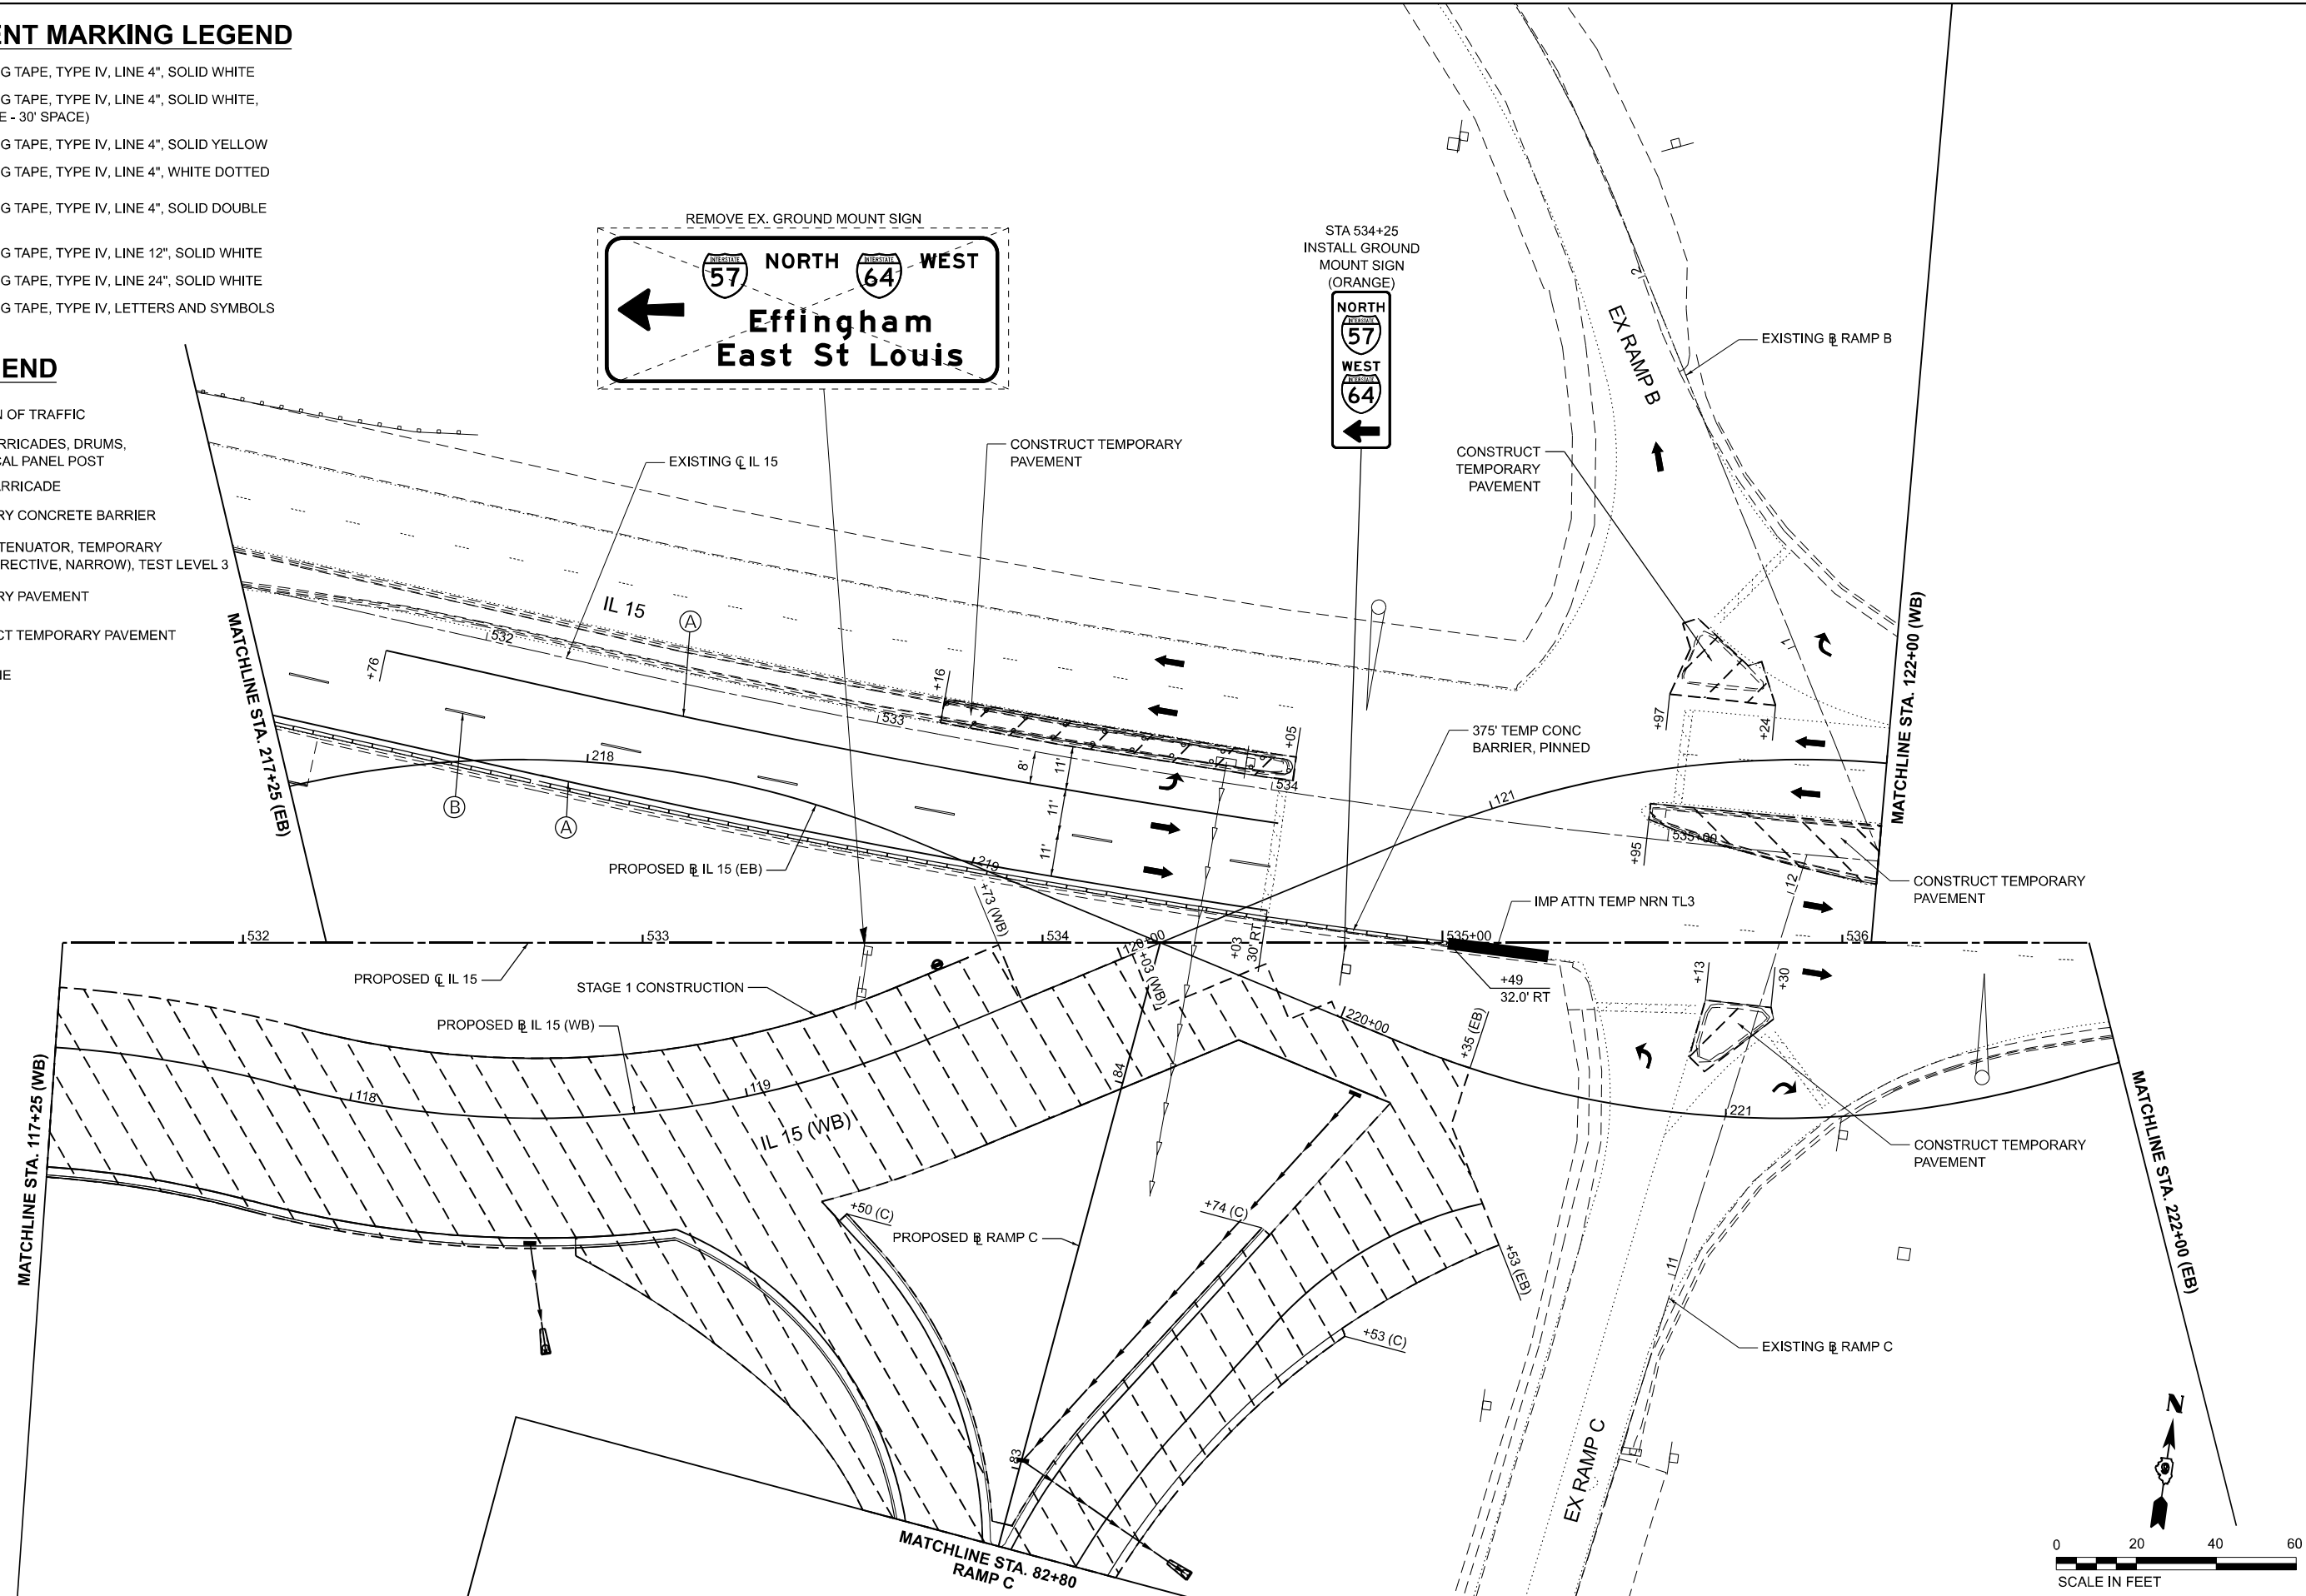 ENT MARKING LEGEND
G TAPE, TYPE IV, LINE 4", SOLID WHITE
G TAPE, TYPE IV, LINE 4", SOLID WHITE,
E - 30' SPACE)
G TAPE, TYPE IV, LINE 4", SOLID YELLOW
G TAPE, TYPE IV, LINE 4", WHITE DOTTED
G TAPE, TYPE IV, LINE 4", SOLID DOUBLE
G TAPE, TYPE IV, LINE 12", SOLID WHITE
G TAPE, TYPE IV, LINE 24", SOLID WHITE
G TAPE, TYPE IV, LETTERS AND SYMBOLS
END
N OF TRAFFIC
RRICADES, DRUMS,
CAL PANEL POST
ARRICADE
RY CONCRETE BARRIER
TENUATOR, TEMPORARY
RECTIVE, NARROW), TEST LEVEL 3
RY PAVEMENT
CT TEMPORARY PAVEMENT
NE
REMOVE EX. GROUND MOUNT SIGN
INTERSTATE
57
NORTH
INTERSTATE
64
WEST
Effingham
East St Louis
STA 534+25
INSTALL GROUND
MOUNT SIGN
(ORANGE)
NORTH
INTERSTATE
57
WEST
INTERSTATE
64
EX RAMP B
2
EXISTING ℄ RAMP B
CONSTRUCT
TEMPORARY
PAVEMENT
CONSTRUCT TEMPORARY
PAVEMENT
EXISTING ℄ IL 15
IL 15
A
532
+76
+16
533
+05
534
8'
11'
11'
11'
218
B
A
PROPOSED ℄ IL 15 (EB)
219
+73 (WB)
375' TEMP CONC
BARRIER, PINNED
121
+97
+24
1
+95
535+00
12
CONSTRUCT TEMPORARY
PAVEMENT
IMP ATTN TEMP NRN TL3
MATCHLINE STA. 217+25 (EB)
MATCHLINE STA. 122+00 (WB)
532
533
534
535+00
536
120+00
+03 (WB)
+03
30' RT
+49
32.0' RT
+13
+30
PROPOSED ℄ IL 15
STAGE 1 CONSTRUCTION
PROPOSED ℄ IL 15 (WB)
220+00
+35 (EB)
118
119
84
221
IL 15 (WB)
CONSTRUCT TEMPORARY
PAVEMENT
MATCHLINE STA. 117+25 (WB)
MATCHLINE STA. 222+00 (EB)
+50 (C)
+74 (C)
PROPOSED ℄ RAMP C
+53 (EB)
11
+53 (C)
EXISTING ℄ RAMP C
83
EX RAMP C
MATCHLINE STA. 82+80
RAMP C
N
0 20 40 60
SCALE IN FEET